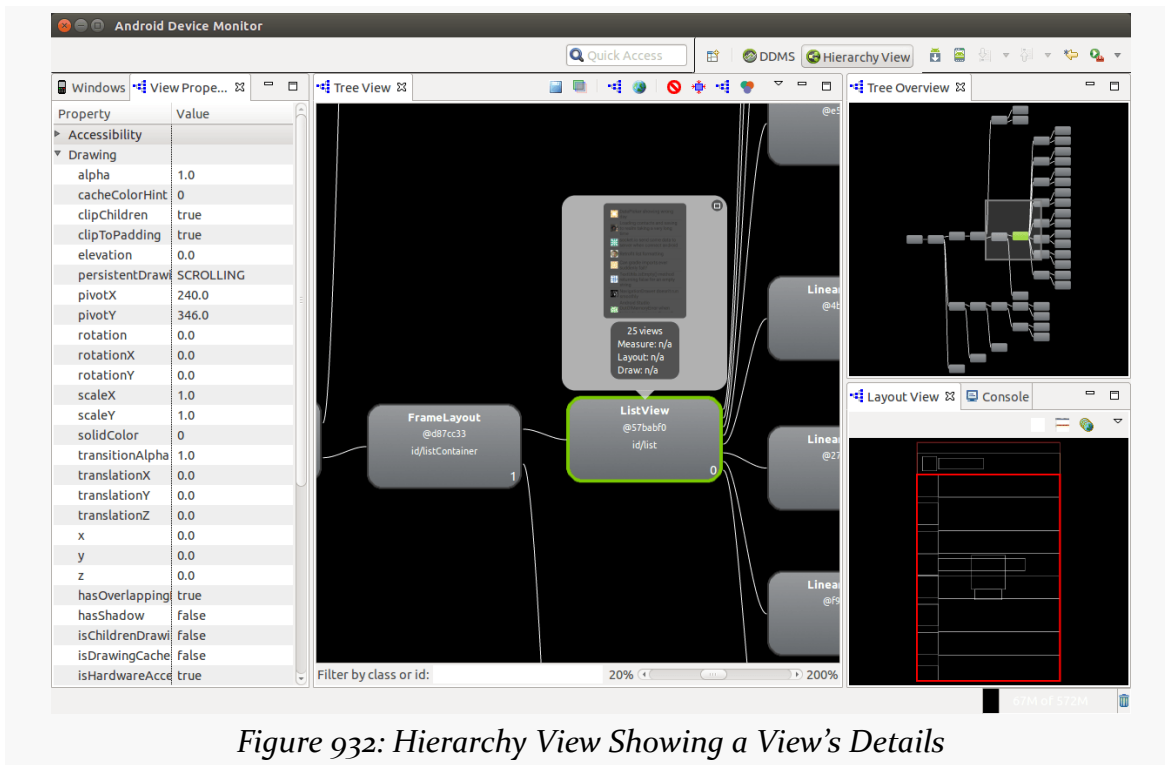 Android Device Monitor
Quick Access
DDMS
Hierarchy View
Windows
View Prope...
Property Value
Accessibility
Drawing
alpha 1.0
cacheColorHint 0
clipChildren true
clipToPadding true
elevation 0.0
persistentDrawi SCROLLING
pivotX 240.0
pivotY 346.0
rotation 0.0
rotationX 0.0
rotationY 0.0
scaleX 1.0
scaleY 1.0
solidColor 0
transitionAlpha 1.0
translationX 0.0
translationY 0.0
translationZ 0.0
x 0.0
y 0.0
z 0.0
hasOverlapping true
hasShadow false
isChildrenDrawi false
isDrawingCache false
isHardwareAcce true
Tree View
@e5
25 views
Measure: n/a
Layout: n/a
Draw: n/a
FrameLayout
@d87cc33
id/listContainer
1
ListView
@57babf0
id/list
0
Linear
@4b
Linea
@27
Linea
@f9
Filter by class or id:
20%
200%
Tree Overview
Layout View
Console
67M of 572M
Figure 932: Hierarchy View Showing a View's Details